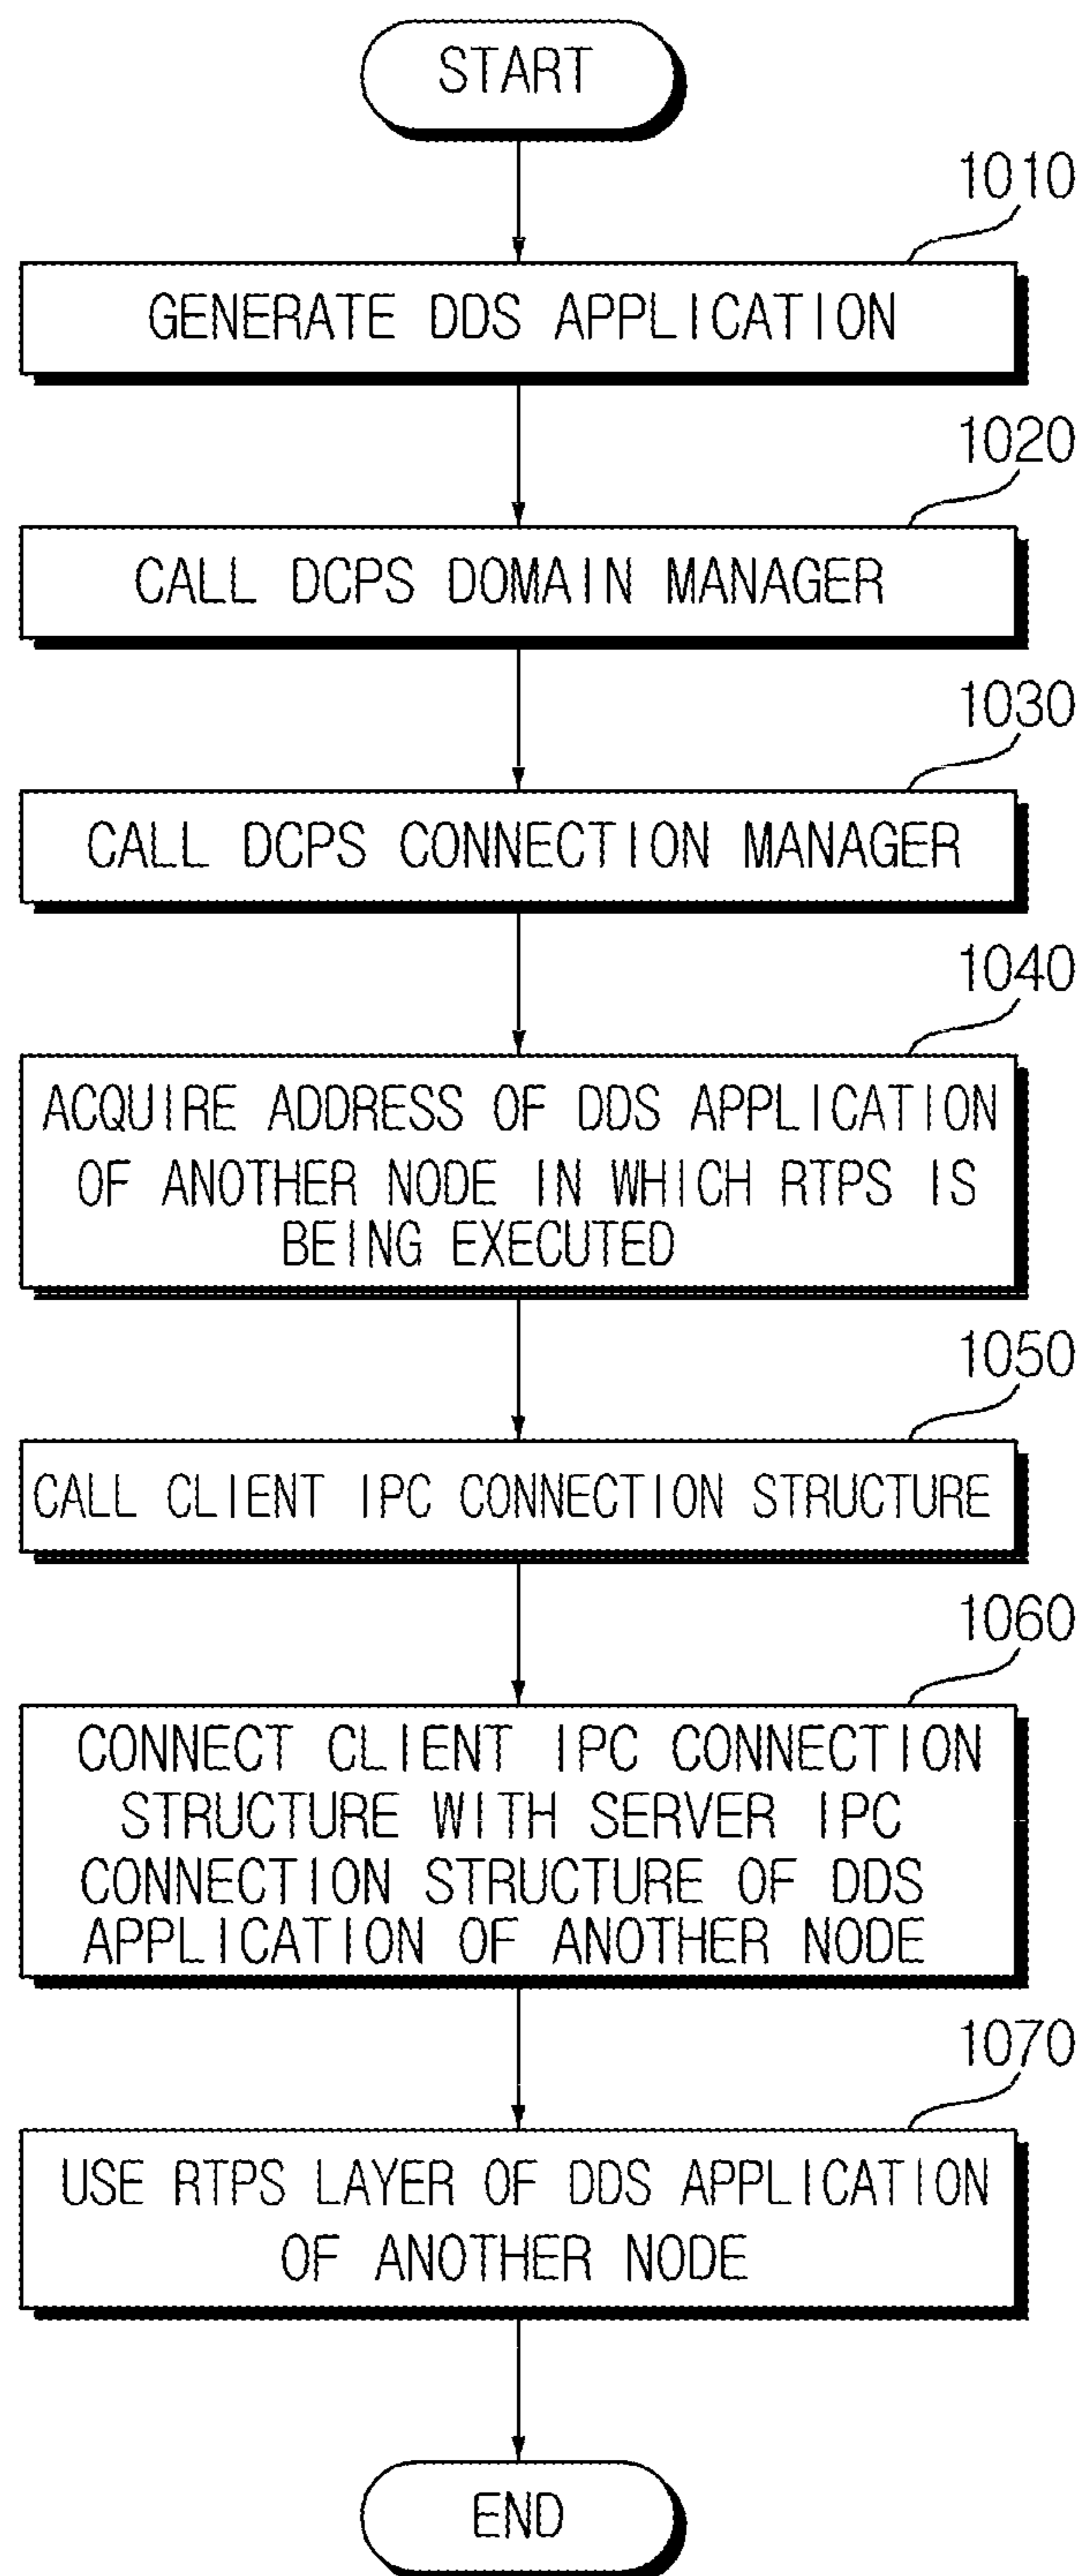 START
1010
GENERATE DDS APPLICATION
1020
CALL DCPS DOMAIN MANAGER
1030
CALL DCPS CONNECTION MANAGER
1040
ACQUIRE ADDRESS OF DDS APPLICATION
OF ANOTHER NODE IN WHICH RTPS IS
BEING EXECUTED
1050
CALL CLIENT IPC CONNECTION STRUCTURE
1060
CONNECT CLIENT IPC CONNECTION
STRUCTURE WITH SERVER IPC
CONNECTION STRUCTURE OF DDS
APPLICATION OF ANOTHER NODE
1070
USE RTPS LAYER OF DDS APPLICATION
OF ANOTHER NODE
END